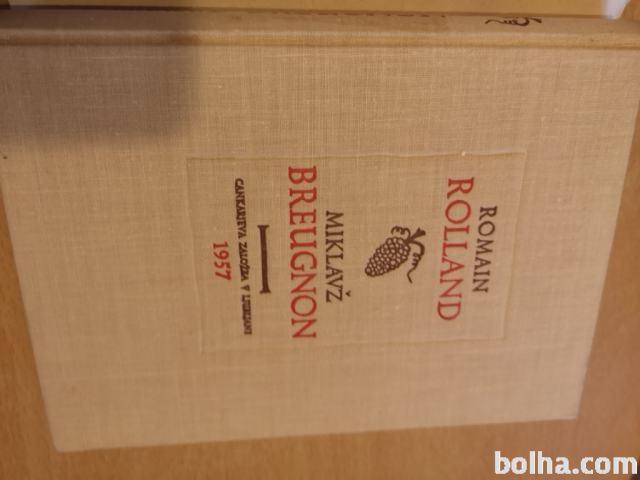 ROMAIN
ROLLAND
MIKLAVŽ
BREUGNON
CANKARJEVA ZALOŽBA V LJUBLJANI
1957
bolha.com